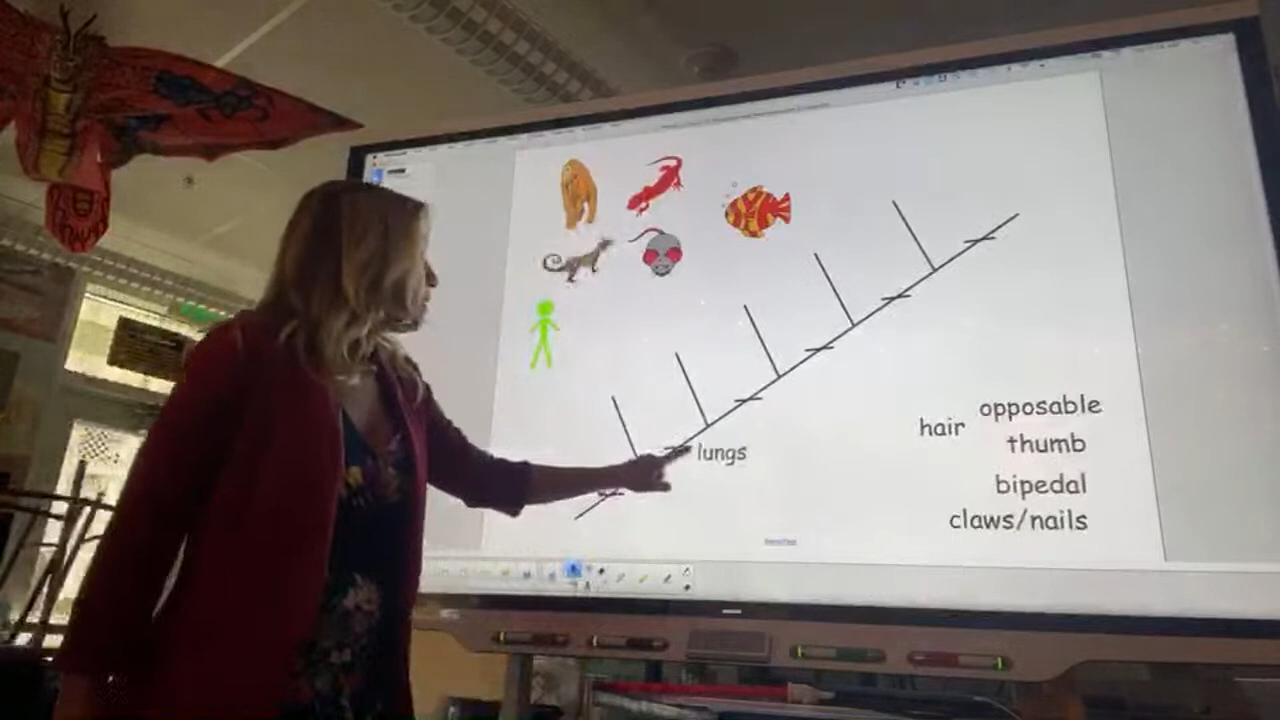 lungs
hair
opposable
thumb
bipedal
claws/nails